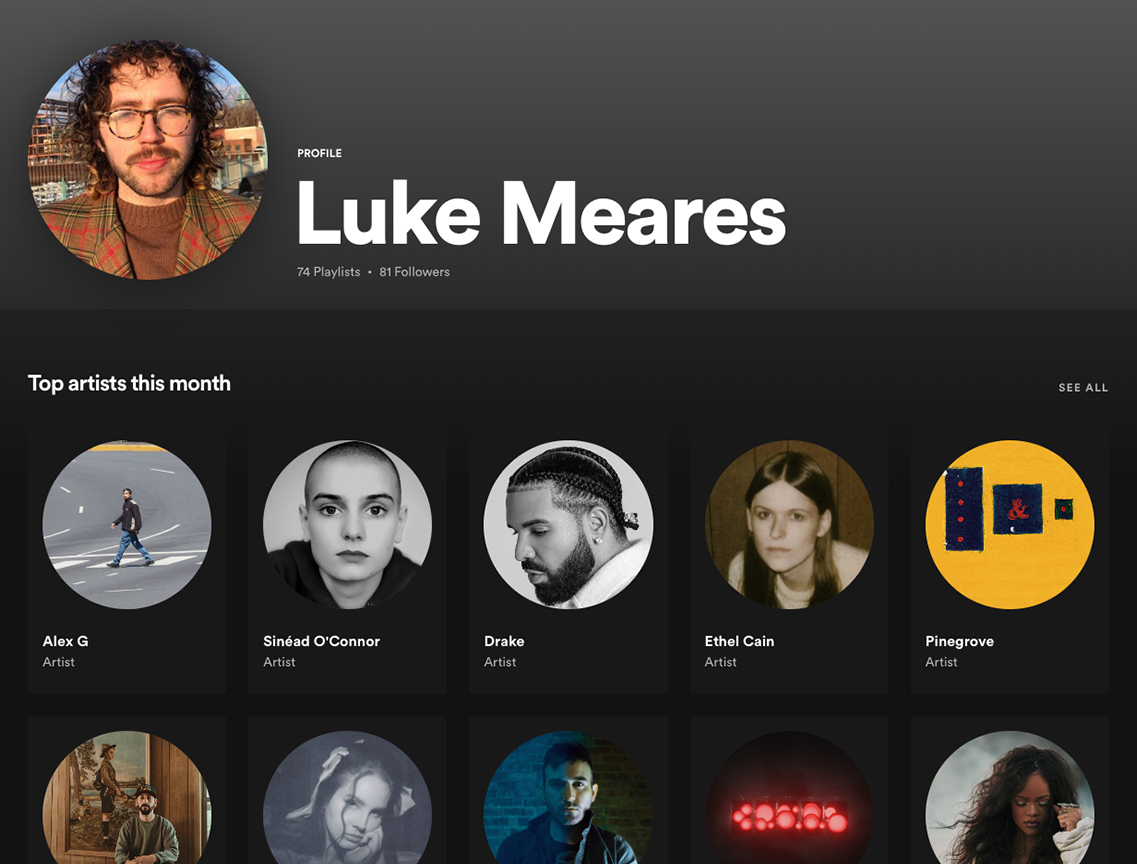 PROFILE
Luke Meares
74 Playlists • 81 Followers
Top artists this month
SEE ALL
Alex G
Artist
Sinéad O'Connor
Artist
Drake
Artist
Ethel Cain
Artist
Pinegrove
Artist
&